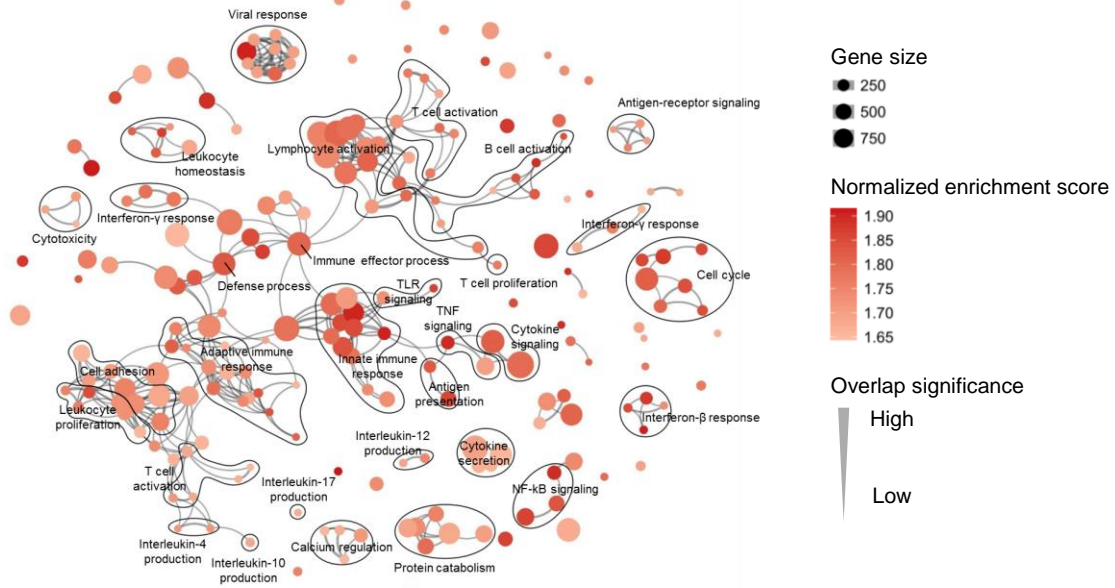 Viral response
T cell activation
Antigen-receptor signaling
Lymphocyte activation
B cell activation
Leukocyte
homeostasis
Interferon-γ response
Cytotoxicity
Interferon-γ response
Immune effector process
Defense process
T cell proliferation
Cell cycle
TLR
signaling
TNF
signaling
Cytokine
signaling
Adaptive immune
response
Innate immune
response
Cell adhesion
Leukocyte
proliferation
Antigen
presentation
Interferon-β response
Interleukin-12
production
Cytokine
secretion
T cell
activation
Interleukin-17
production
NF-kB signaling
Interleukin-4
production
Interleukin-10
production
Calcium regulation
Protein catabolism
Gene size
250
500
750
Normalized enrichment score
1.90
1.85
1.80
1.75
1.70
1.65
Overlap significance
High
Low